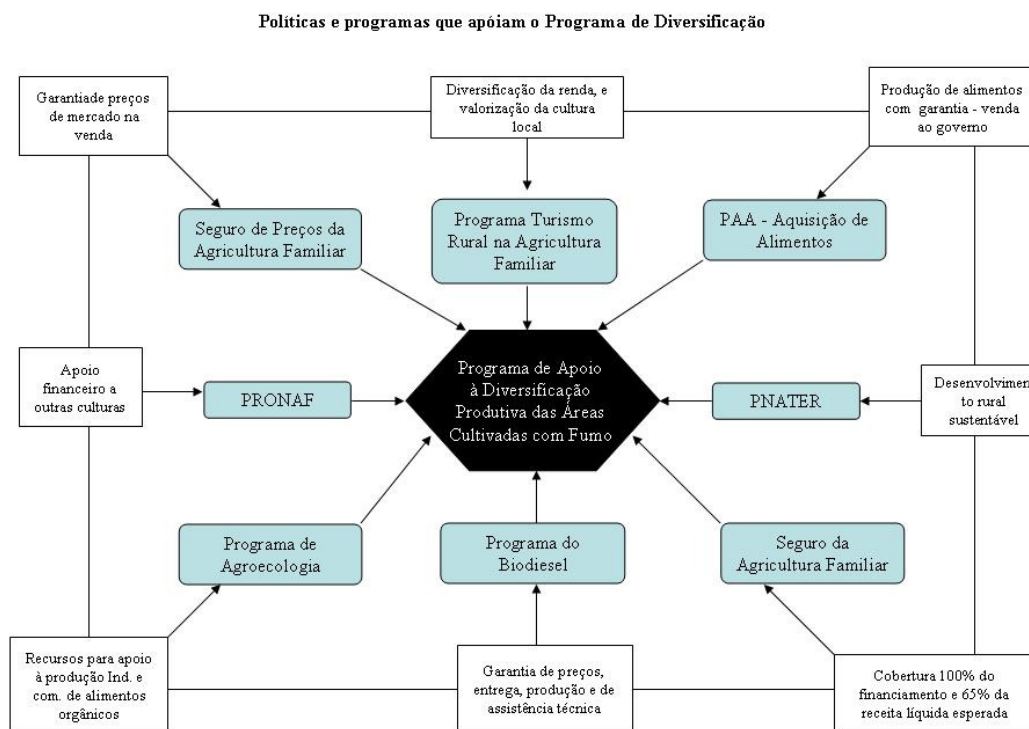 Políticas e programas que apóiam o Programa de Diversificação
Garantiade preços
de mercado na
venda
Diversificação da renda, e
valorização da cultura
local
Produção de alimentos
com garantia - venda
ao governo
Seguro de Preços da
Agricultura Familiar
Programa Turismo
Rural na Agricultura
Familiar
PAA - Aquisição de
Alimentos
Apoio
financeiro a
outras culturas
PRONAF
Programa de Apoio
à Diversificação
Produtiva das Áreas
Cultivadas com Fumo
PNATER
Desenvolvimen
to rural
sustentável
Programa de
Agroecologia
Programa do
Biodiesel
Seguro da
Agricultura Familiar
Recursos para apoio
à produção Ind. e
com. de alimentos
orgânicos
Garantia de preços,
entrega, produção e de
assistência técnica
Cobertura 100% do
financiamento e 65% da
receita líquida esperada